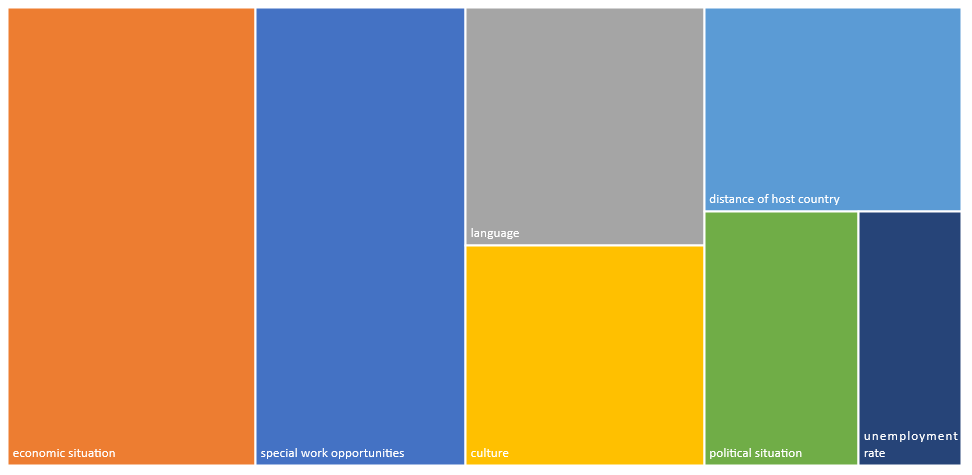 economic situation
special work opportunities
language
culture
distance of host country
political situation
unemployment
rate